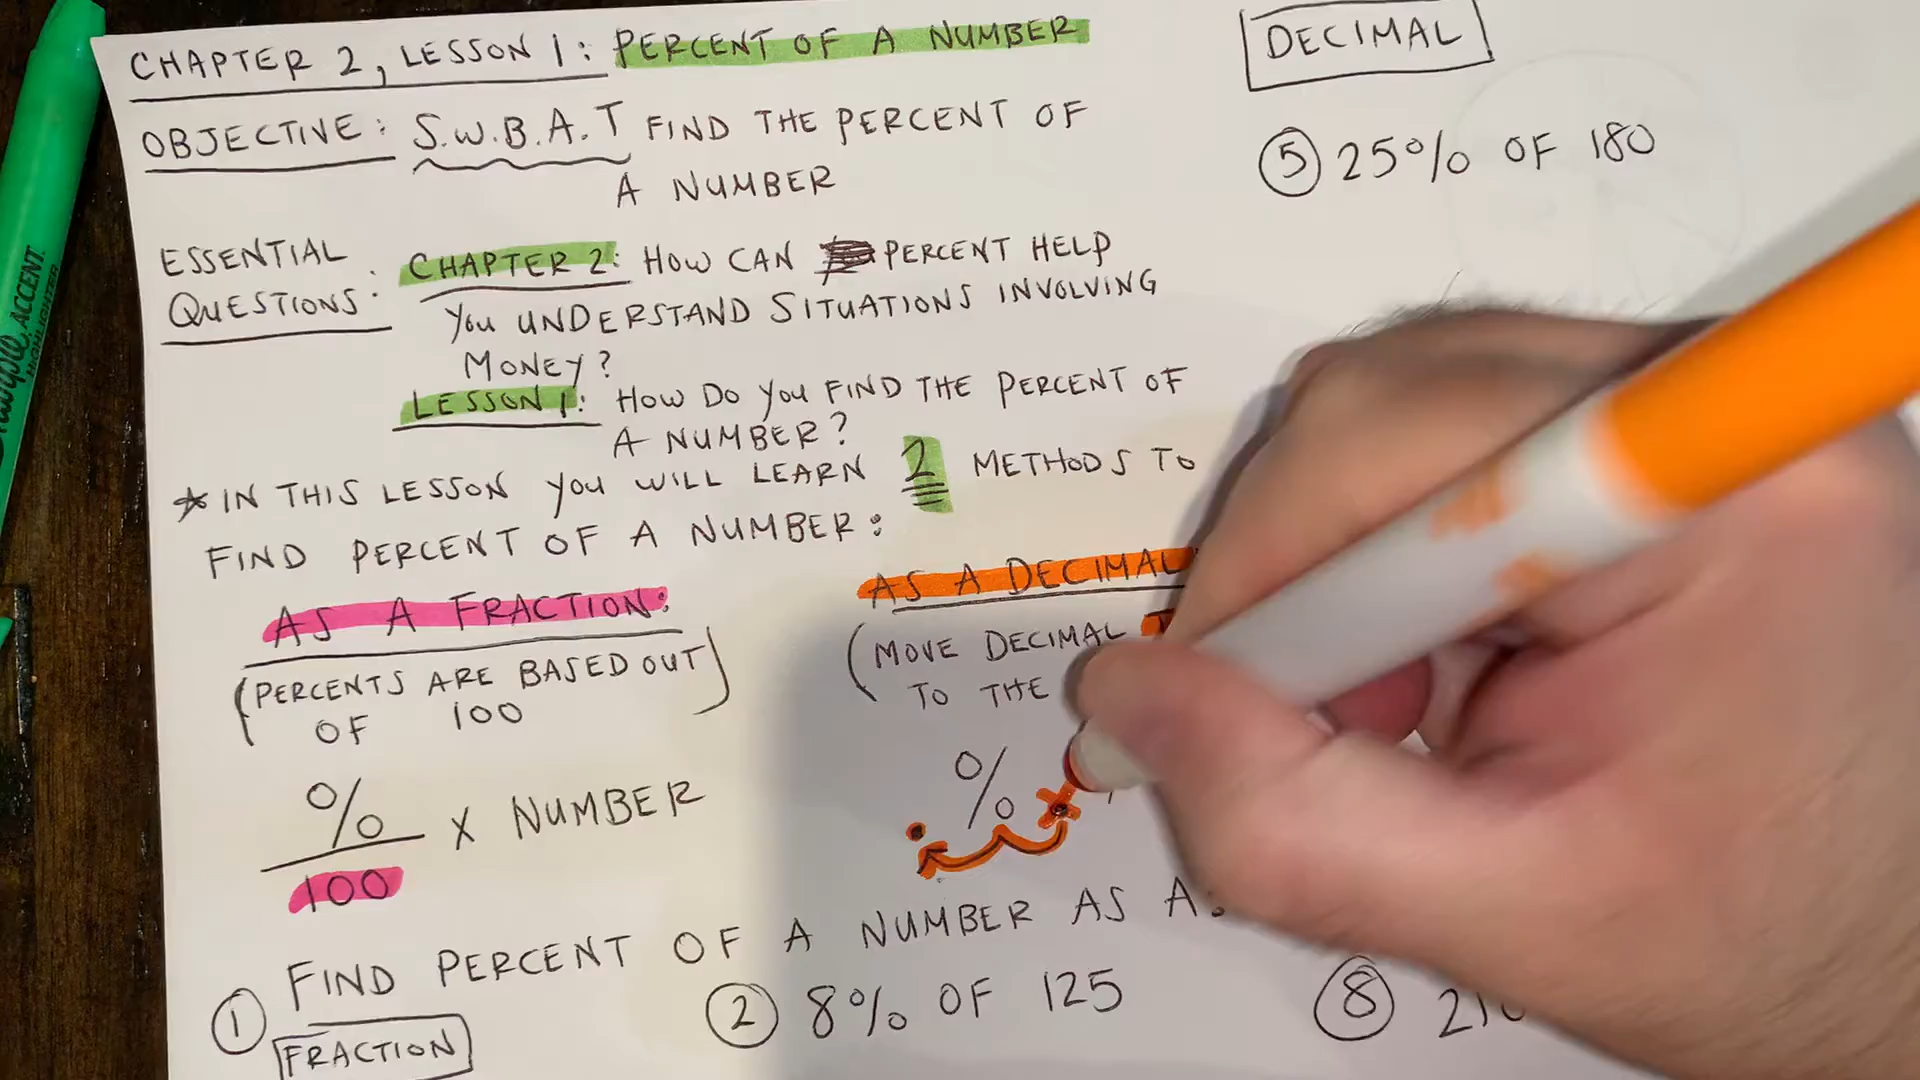 CHAPTER 2, LESSON 1: PERCENT OF A NUMBER
OBJECTIVE: S.W.B.A.T FIND THE PERCENT OF
A NUMBER
ESSENTIAL
QUESTIONS:
CHAPTER 2: HOW CAN PERCENT HELP
YOU UNDERSTAND SITUATIONS INVOLVING
MONEY?
LESSON 1: HOW DO YOU FIND THE PERCENT OF
A NUMBER?
* IN THIS LESSON YOU WILL LEARN 2 METHODS TO
FIND PERCENT OF A NUMBER:
AS A FRACTION:
(PERCENTS ARE BASED OUT
OF 100)
%
100
X NUMBER
AS A DECIMAL
(MOVE DECIMAL
TO THE
%
FIND PERCENT OF A NUMBER AS A:
①
FRACTION
② 8% OF 125
DECIMAL
⑤ 25% OF 180
⑧
ACCENT
HIGHLIGHTER